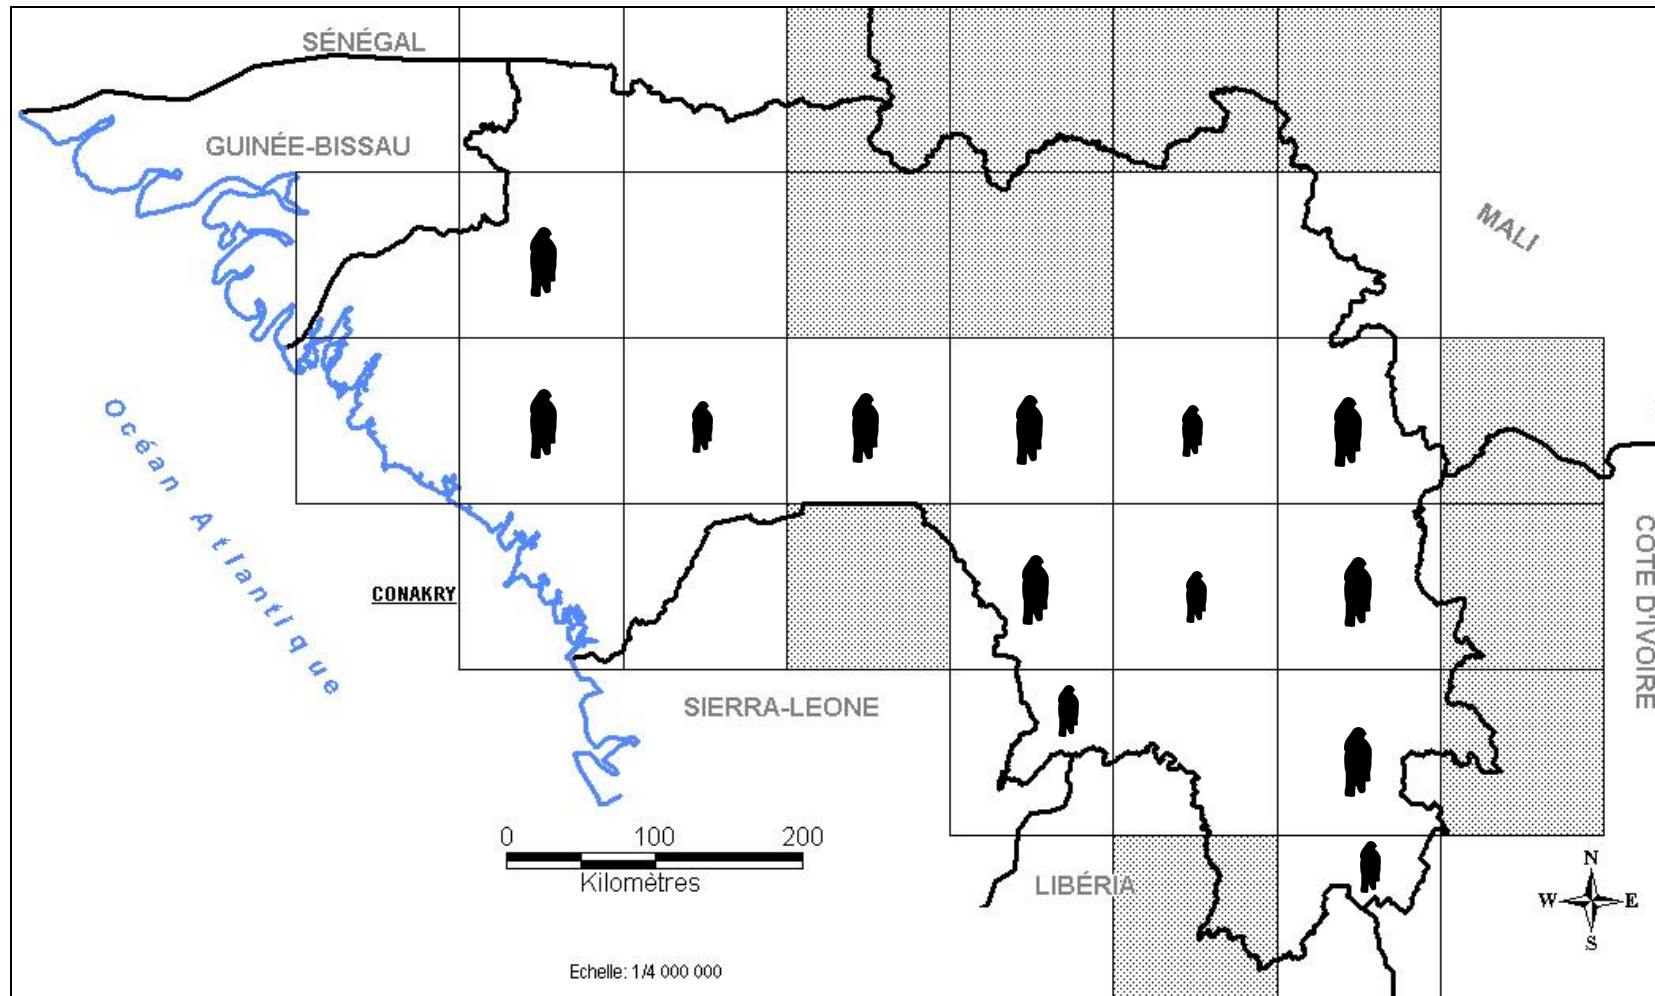 SÉNÉGAL
GUINÉE-BISSAU
MALI
Océan Atlantique
CONAKRY
COTE D'IVOIRE
SIERRA-LEONE
0 100 200
Kilomètres
LIBÉRIA
N
W E
S
Echelle: 1/4 000 000